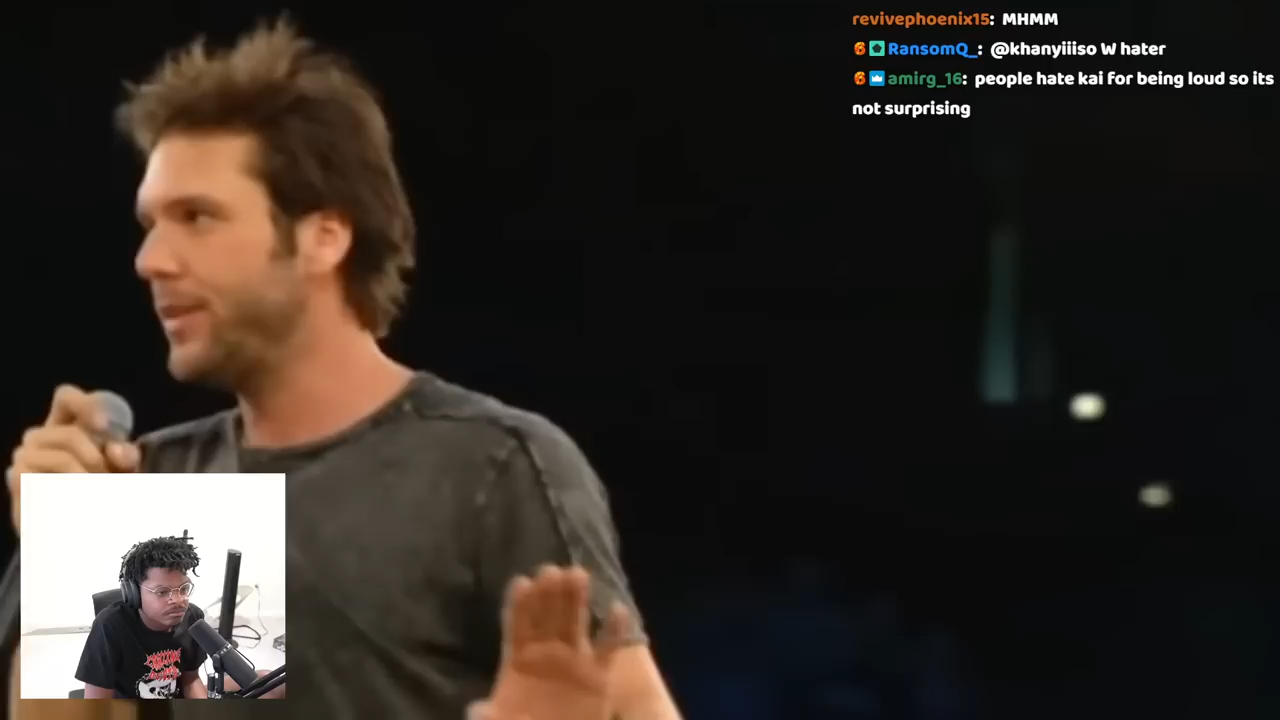 revivephoenix15: MHMM
RansomQ_: @khanyiiiso W hater
amirg_16: people hate kai for being loud so its
not surprising